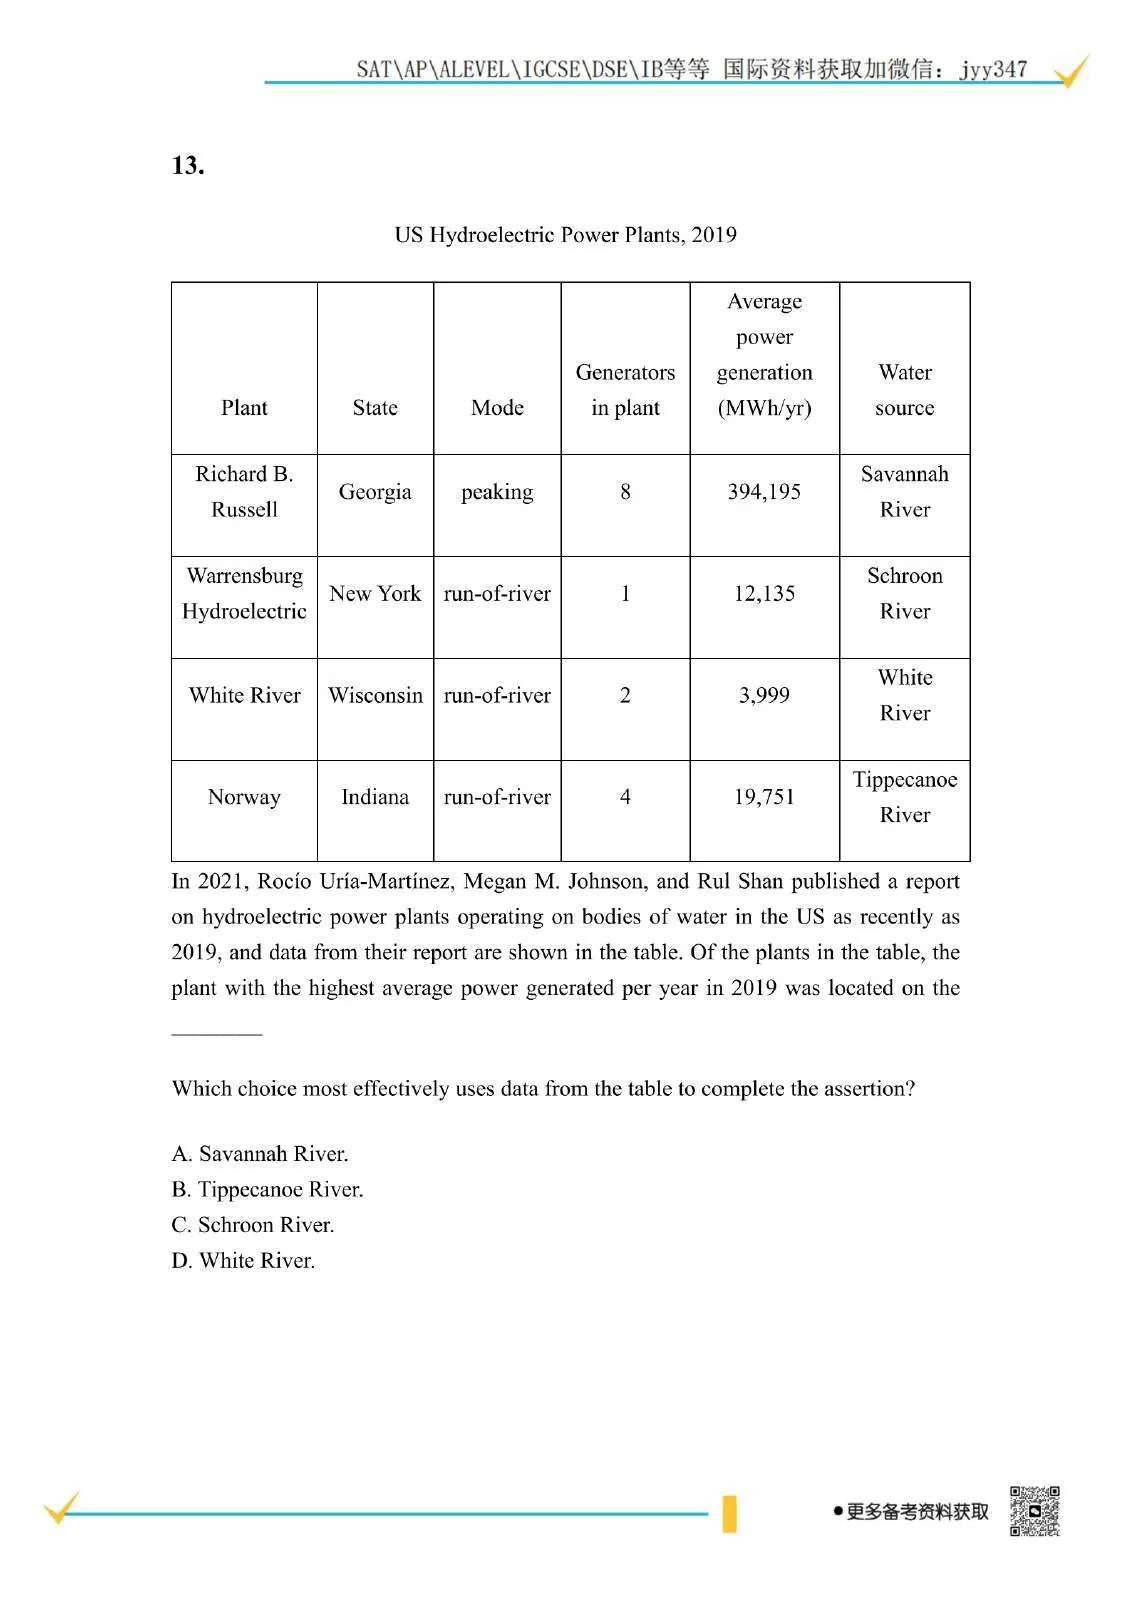 SAT\AP\ALEVEL\IGCSE\DSE\IB等等 国际资料获取加微信：jyy347
13.
US Hydroelectric Power Plants, 2019
Plant State Mode Generators in plant Average power generation (MWh/yr) Water source
Richard B. Russell Georgia peaking 8 394,195 Savannah River
Warrensburg Hydroelectric New York run-of-river 1 12,135 Schroon River
White River Wisconsin run-of-river 2 3,999 White River
Norway Indiana run-of-river 4 19,751 Tippecanoe River
In 2021, Rocío Uría-Martínez, Megan M. Johnson, and Rul Shan published a report
on hydroelectric power plants operating on bodies of water in the US as recently as
2019, and data from their report are shown in the table. Of the plants in the table, the
plant with the highest average power generated per year in 2019 was located on the
________
Which choice most effectively uses data from the table to complete the assertion?
A. Savannah River.
B. Tippecanoe River.
C. Schroon River.
D. White River.
●更多备考资料获取